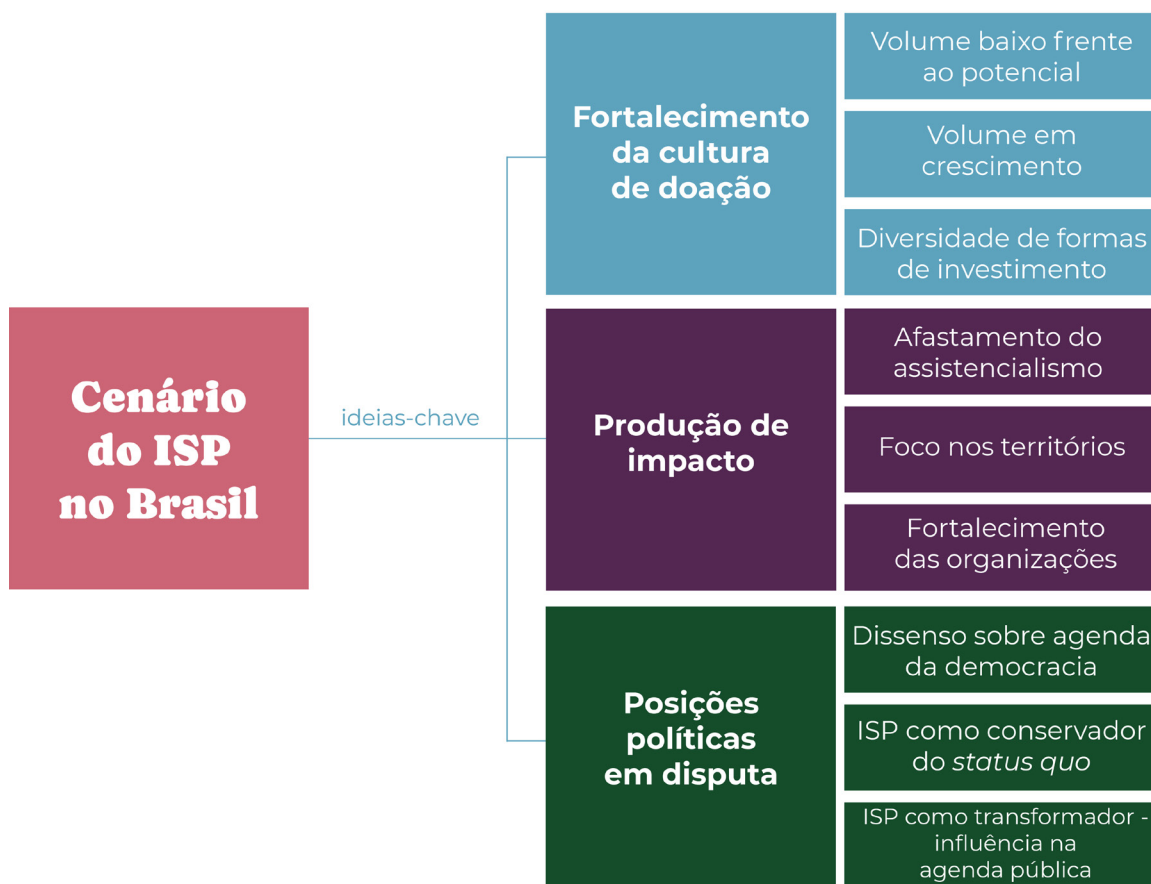 Cenário
do ISP
no Brasil
ideias-chave
Fortalecimento
da cultura
de doação
Volume baixo frente
ao potencial
Volume em
crescimento
Diversidade de formas
de investimento
Produção de
impacto
Afastamento do
assistencialismo
Foco nos territórios
Fortalecimento
das organizações
Posições
políticas
em disputa
Dissenso sobre agenda
da democracia
ISP como conservador
do status quo
ISP como transformador -
influência na
agenda pública